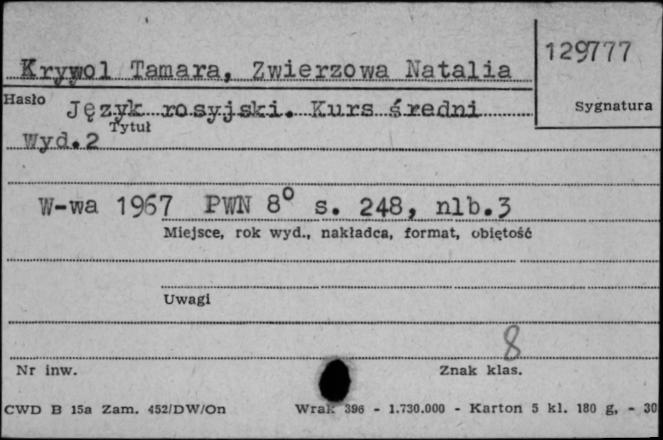 129777
Krywol Tamara, Zwierzowa Natalia
Hasło
Sygnatura
Język rosyjski. Kurs średni
Tytuł
Wyd.2
W-wa 1967 PWN 8° s. 248, nlb.3
Miejsce, rok wyd., nakładca, format, obiętość
Uwagi
8
Nr inw.
Znak klas.
CWD B 15a Zam. 452/DW/On Wrak 396 - 1.730.000 - Karton 5 kl. 180 g. - 30